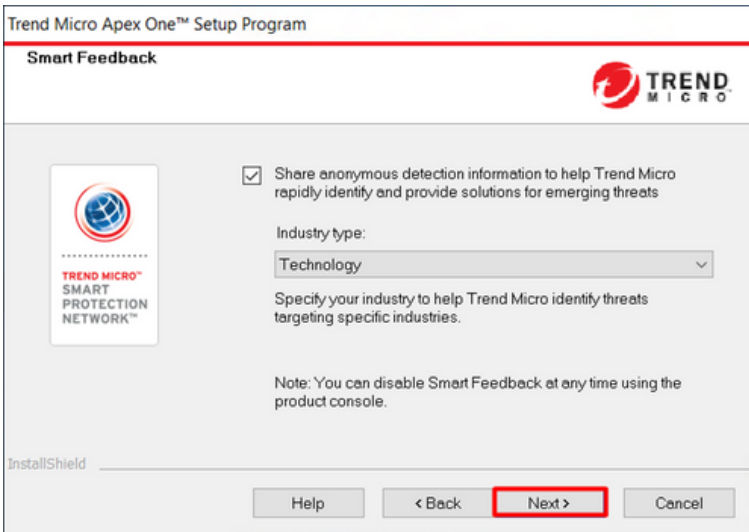 Trend Micro Apex One™ Setup Program
Smart Feedback
TREND
MICRO
Share anonymous detection information to help Trend Micro
rapidly identify and provide solutions for emerging threats
Industry type:
Technology
TREND MICRO™
SMART
PROTECTION
NETWORK™
Specify your industry to help Trend Micro identify threats
targeting specific industries.
Note: You can disable Smart Feedback at any time using the
product console.
InstallShield
Help
< Back
Next >
Cancel